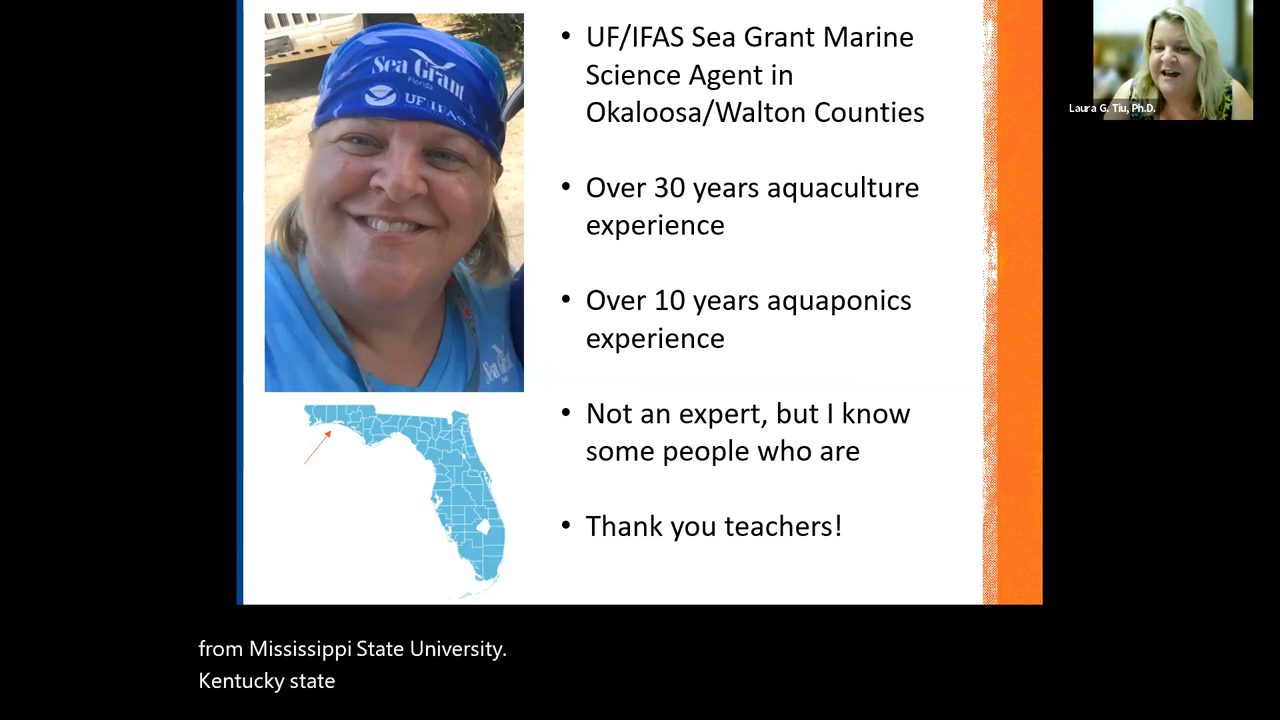 Sea Grant
Florida
UF IFAS
Sea Grant
• UF/IFAS Sea Grant Marine
Science Agent in
Okaloosa/Walton Counties
• Over 30 years aquaculture
experience
• Over 10 years aquaponics
experience
• Not an expert, but I know
some people who are
• Thank you teachers!
Laura G. Tiu, Ph.D.
from Mississippi State University.
Kentucky state